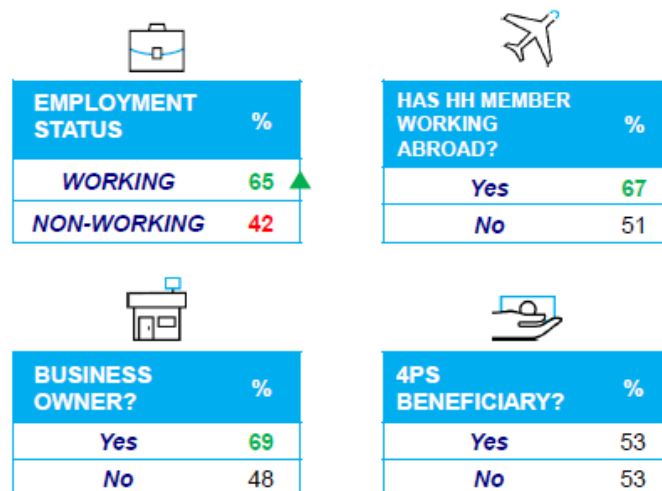 EMPLOYMENT
STATUS %
WORKING 65
NON-WORKING 42
HAS HH MEMBER
WORKING
ABROAD? %
Yes 67
No 51
BUSINESS
OWNER? %
Yes 69
No 48
4PS
BENEFICIARY? %
Yes 53
No 53